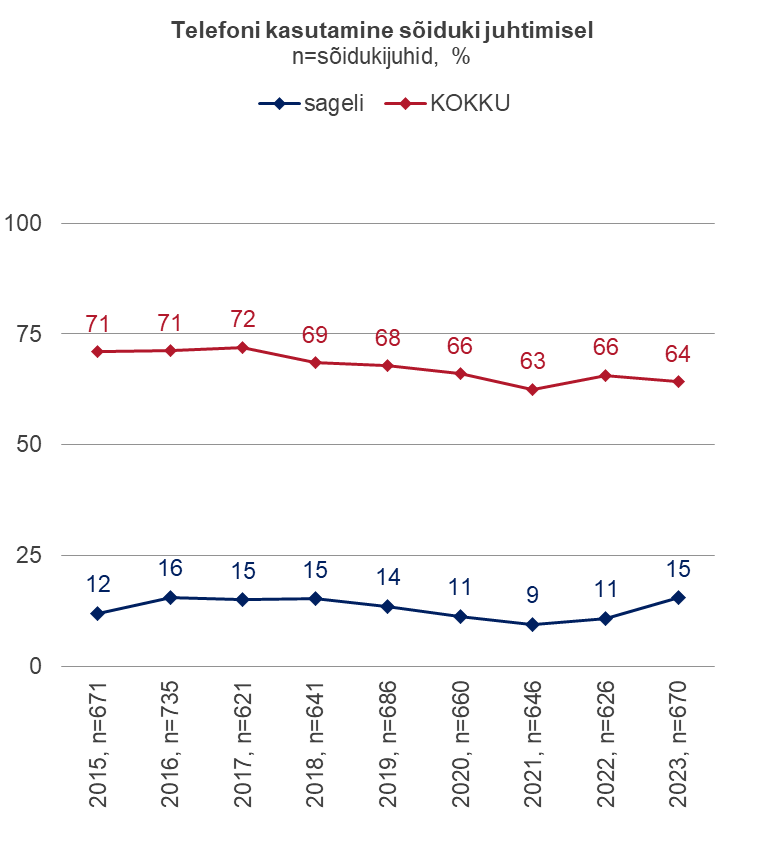 Telefoni kasutamine sõiduki juhtimisel
n=sõidukijuhid, %
sageli KOKKU
100
75
50
25
0
71 71 72 69 68 66 63 66 64
12 16 15 15 14 11 9 11 15
2015, n=671
2016, n=735
2017, n=621
2018, n=641
2019, n=686
2020, n=660
2021, n=646
2022, n=626
2023, n=670